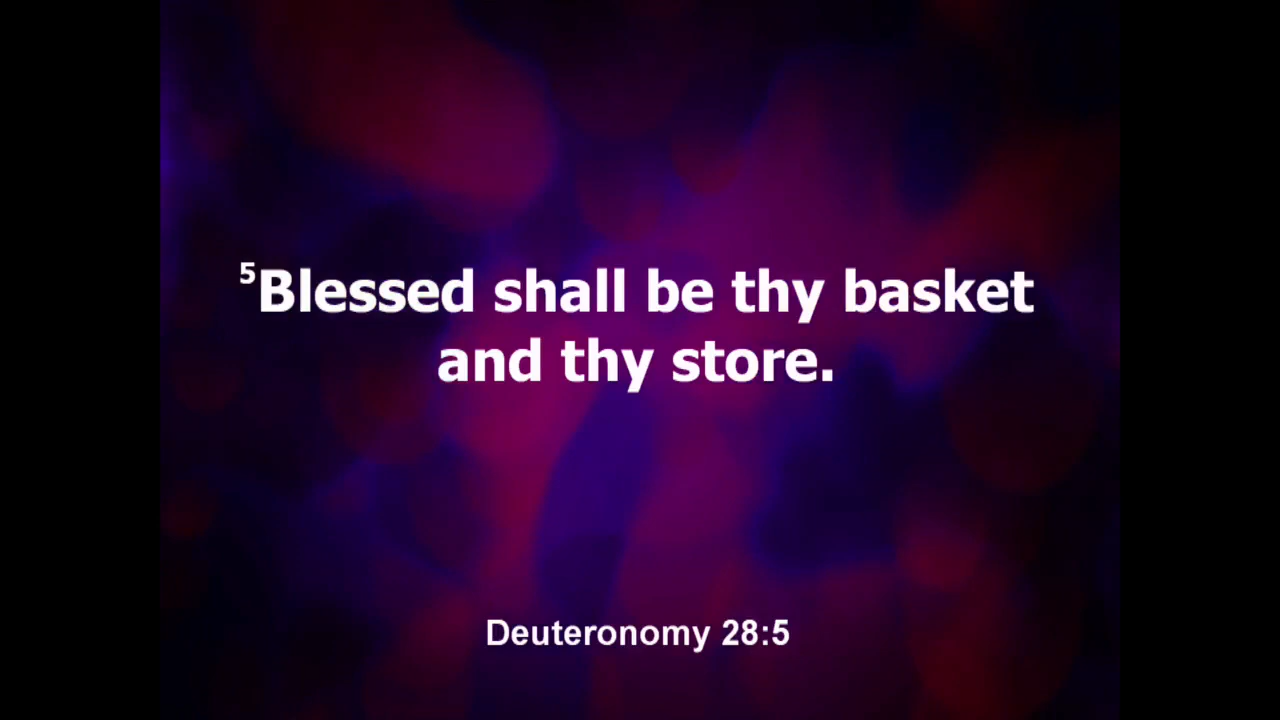 ⁵Blessed shall be thy basket
and thy store.
Deuteronomy 28:5